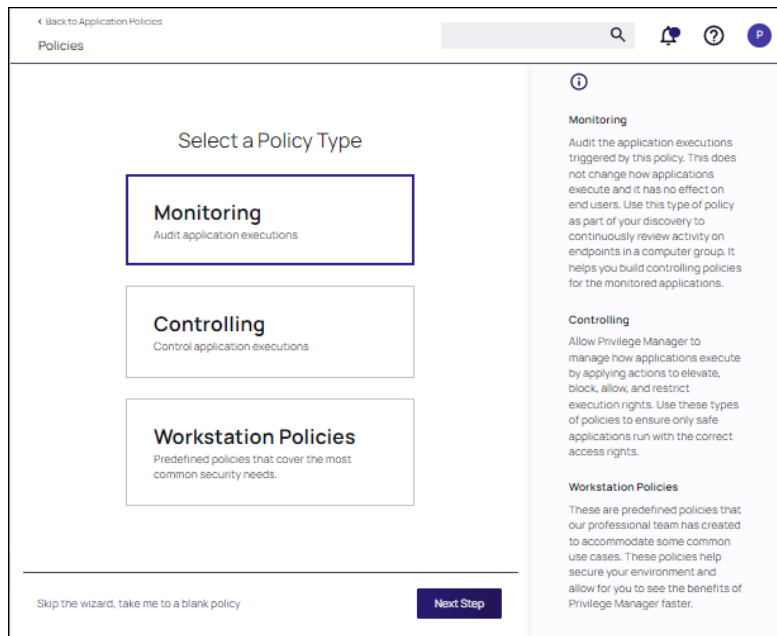 ‹ Back to Application Policies
Policies
P
Select a Policy Type
Monitoring
Audit application executions
Controlling
Control application executions
Workstation Policies
Predefined policies that cover the most
common security needs.
Skip the wizard, take me to a blank policy
Next Step
Monitoring
Audit the application executions
triggered by this policy. This does
not change how applications
execute and it has no effect on
end users. Use this type of policy
as part of your discovery to
continuously review activity on
endpoints in a computer group. It
helps you build controlling policies
for the monitored applications.
Controlling
Allow Privilege Manager to
manage how applications execute
by applying actions to elevate,
block, allow, and restrict
execution rights. Use these types
of policies to ensure only safe
applications run with the correct
access rights.
Workstation Policies
These are predefined policies that
our professional team has created
to accommodate some common
use cases. These policies help
secure your environment and
allow for you to see the benefits of
Privilege Manager faster.